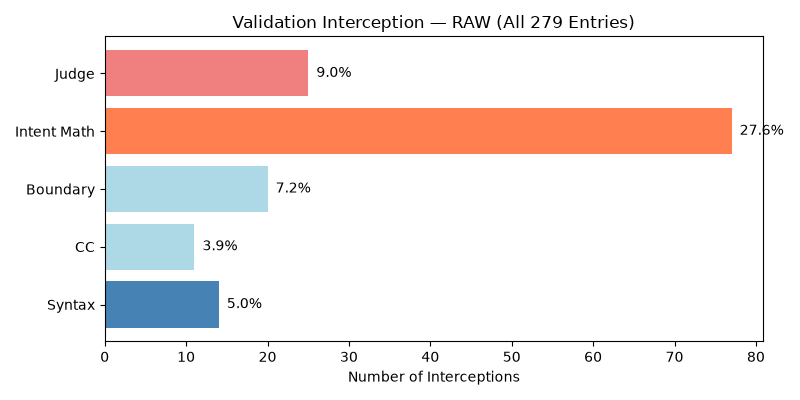 Validation Interception — RAW (All 279 Entries)
Judge
9.0%
Intent Math
27.6%
Boundary
7.2%
CC
3.9%
Syntax
5.0%
0 10 20 30 40 50 60 70 80
Number of Interceptions